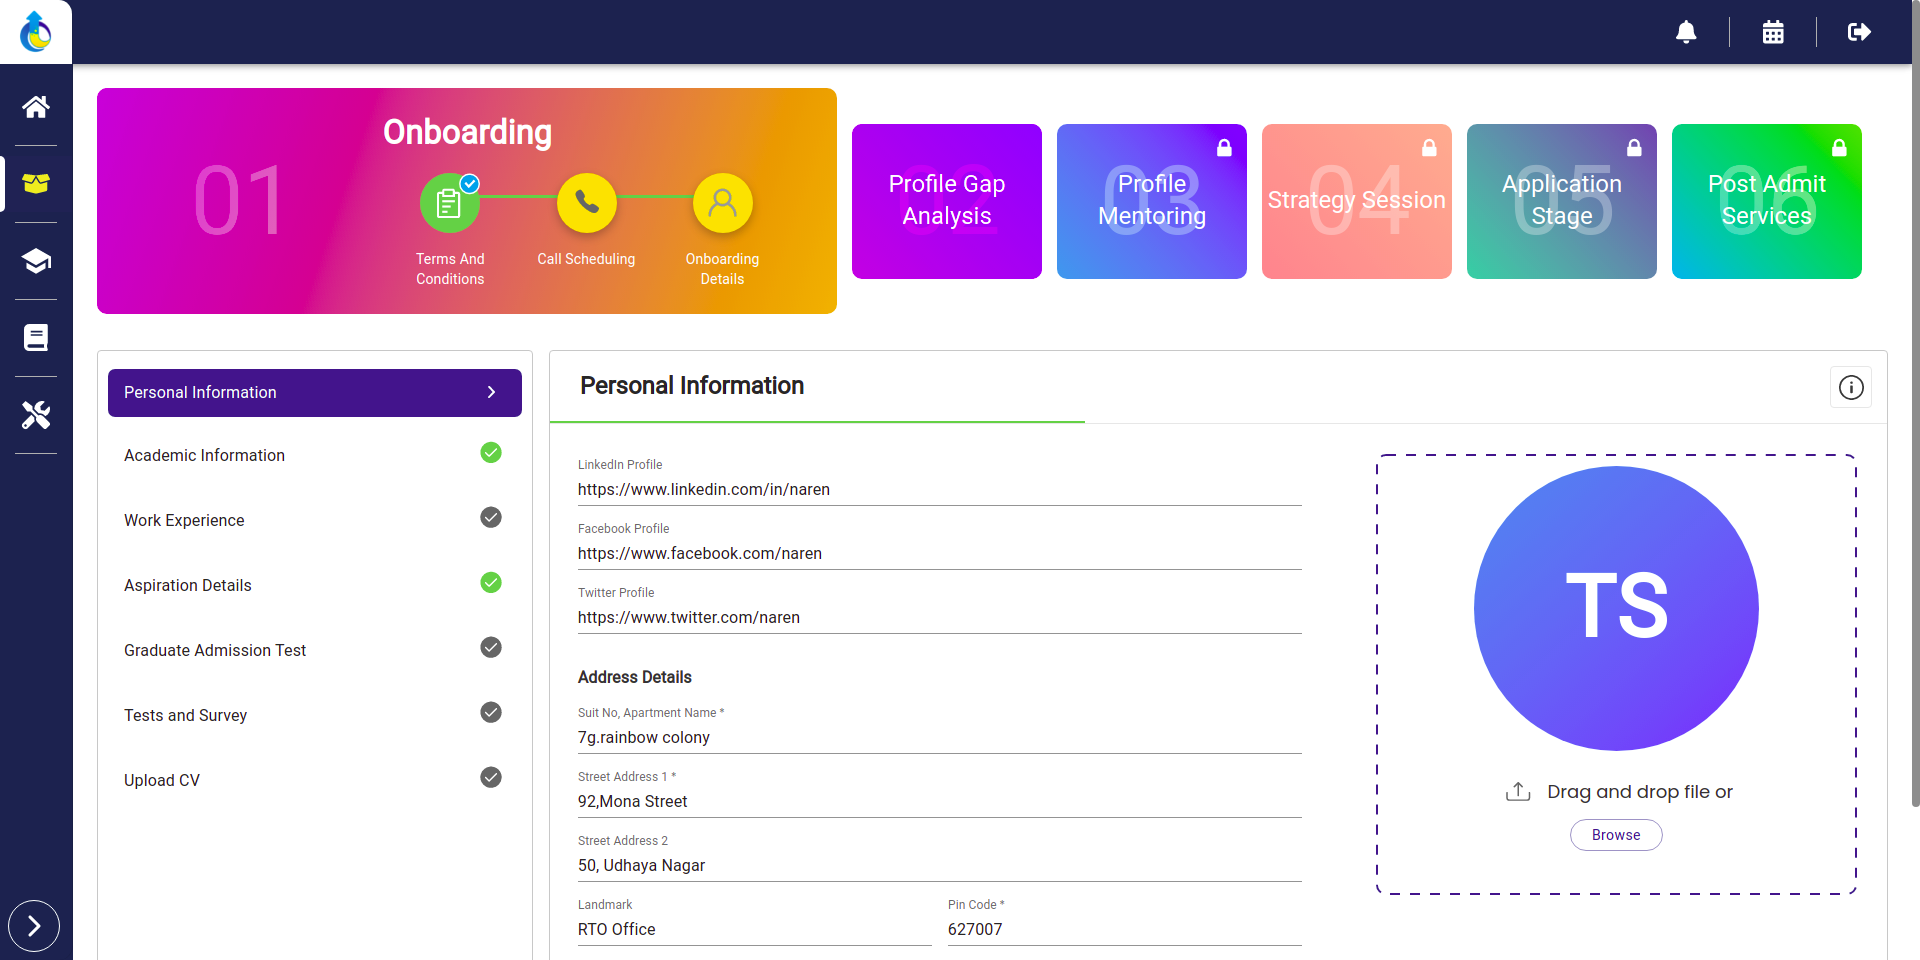 01
Onboarding
Terms And
Conditions
Call Scheduling
Onboarding
Details
02
Profile Gap
Analysis
03
Profile
Mentoring
04
Strategy Session
05
Application
Stage
06
Post Admit
Services
Personal Information
Academic Information
Work Experience
Aspiration Details
Graduate Admission Test
Tests and Survey
Upload CV
Personal Information
LinkedIn Profile
https://www.linkedin.com/in/naren
Facebook Profile
https://www.facebook.com/naren
Twitter Profile
https://www.twitter.com/naren
Address Details
Suit No, Apartment Name *
7g.rainbow colony
Street Address 1 *
92,Mona Street
Street Address 2
50, Udhaya Nagar
Landmark
RTO Office
Pin Code *
627007
TS
Drag and drop file or
Browse